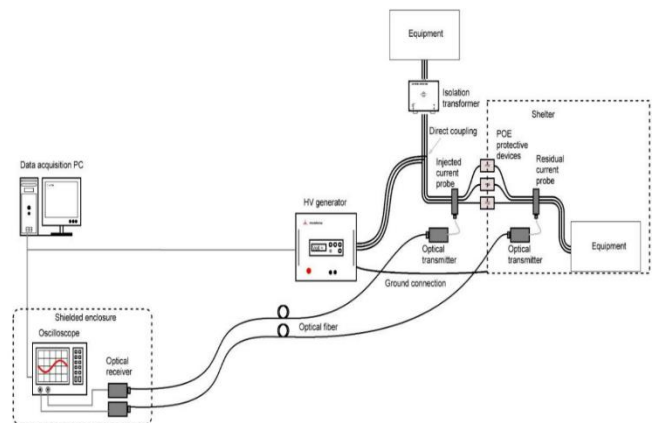 Equipment
Isolation
transformer
Shelter
Direct coupling
POE
protective
devices
Injected
current
probe
Residual
current
probe
Data acquisition PC
HV generator
Optical
transmitter
Optical
transmitter
Equipment
Ground connection
Shielded enclosure
Oscilloscope
Optical
receiver
Optical fiber